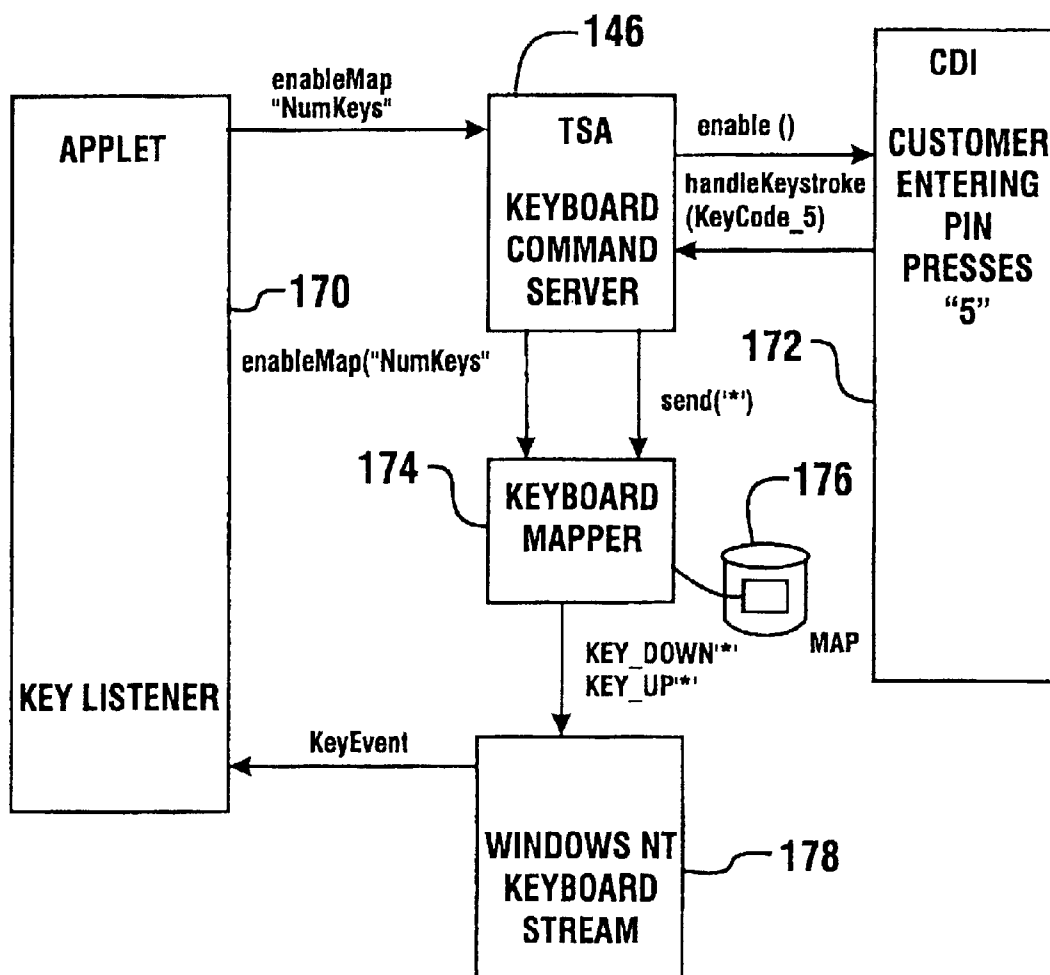 146
enableMap
"NumKeys"
APPLET
TSA
KEYBOARD
COMMAND
SERVER
enable ()
handleKeystroke
(KeyCode_5)
CDI
CUSTOMER
ENTERING
PIN
PRESSES
“5”
170
172
enableMap("NumKeys"
send('*')
174
KEYBOARD
MAPPER
176
MAP
KEY_DOWN'*'
KEY_UP'*'
KEY LISTENER
KeyEvent
WINDOWS NT
KEYBOARD
STREAM
178